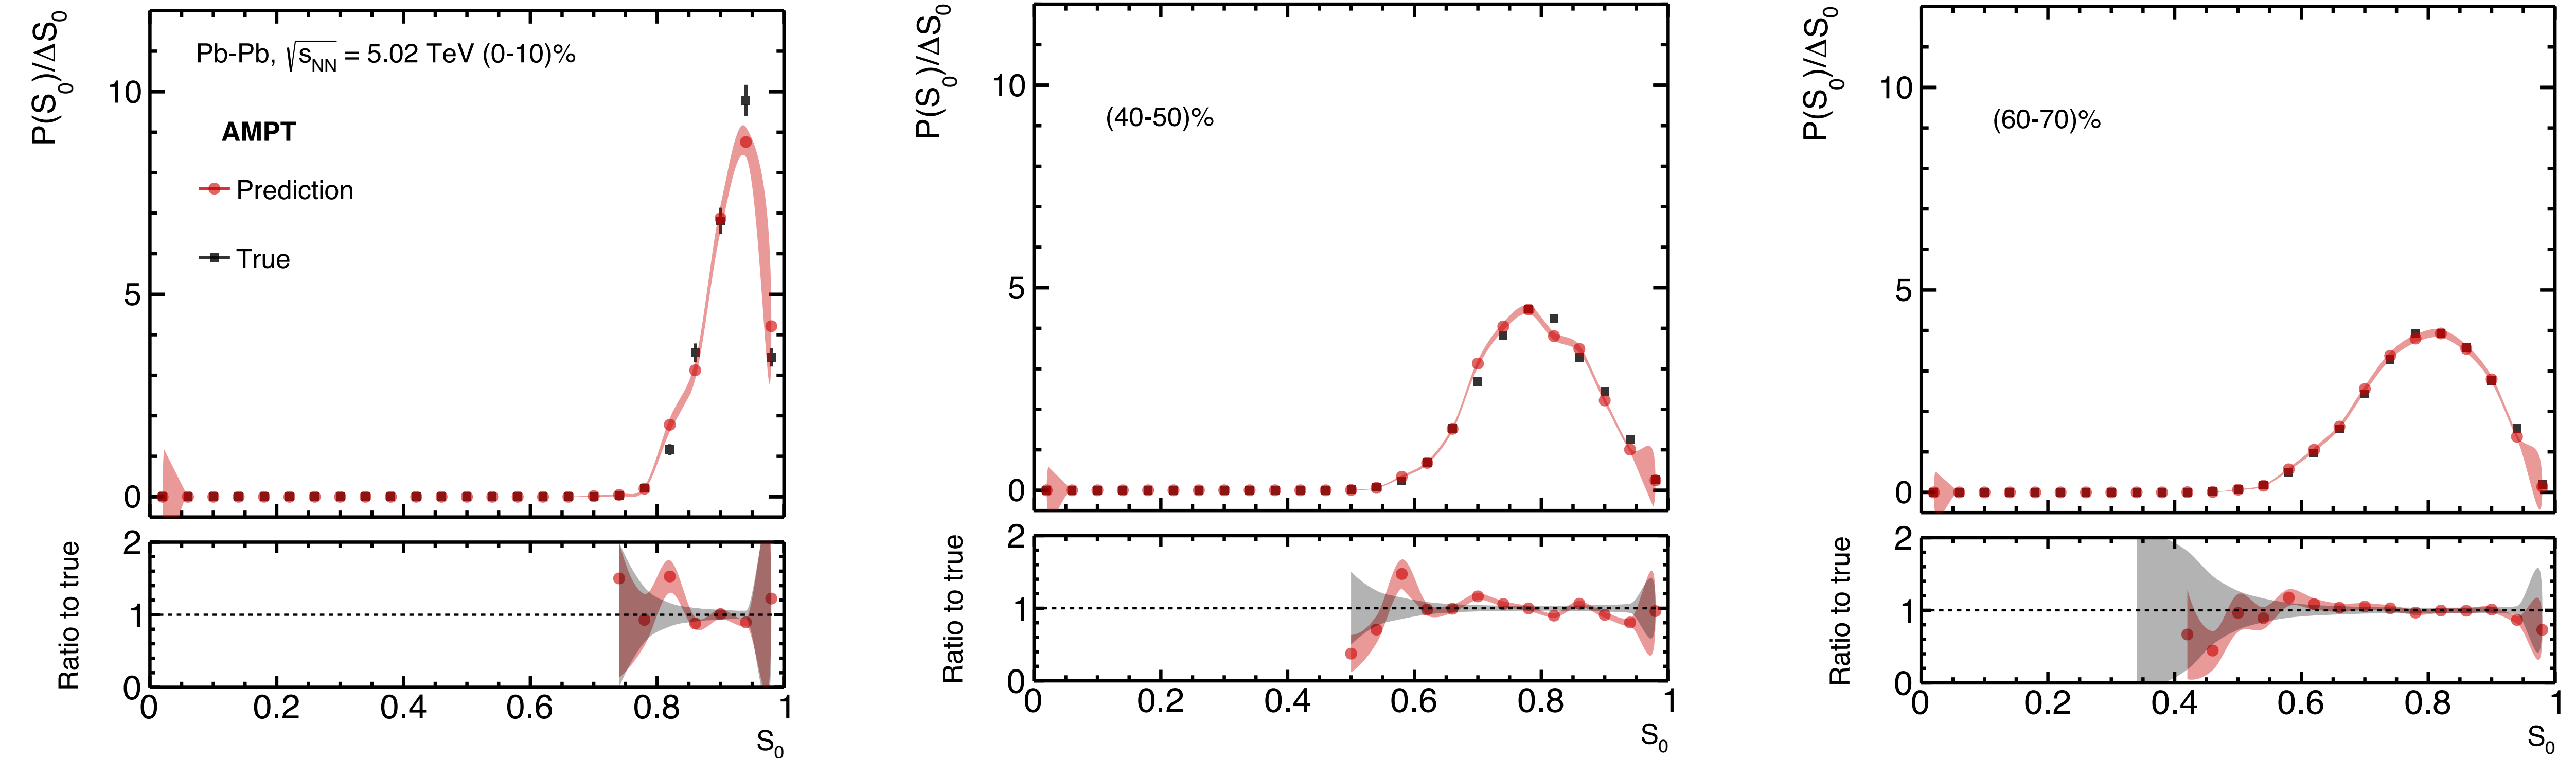 P(S0)/ΔS0
Pb-Pb, √sNN = 5.02 TeV (0-10)%
AMPT
Prediction
True
10
5
0
Ratio to true
2
1
0
0 0.2 0.4 0.6 0.8 1
S0
P(S0)/ΔS0
(40-50)%
10
5
0
Ratio to true
2
1
0
0 0.2 0.4 0.6 0.8 1
S0
P(S0)/ΔS0
(60-70)%
10
5
0
Ratio to true
2
1
0
0 0.2 0.4 0.6 0.8 1
S0